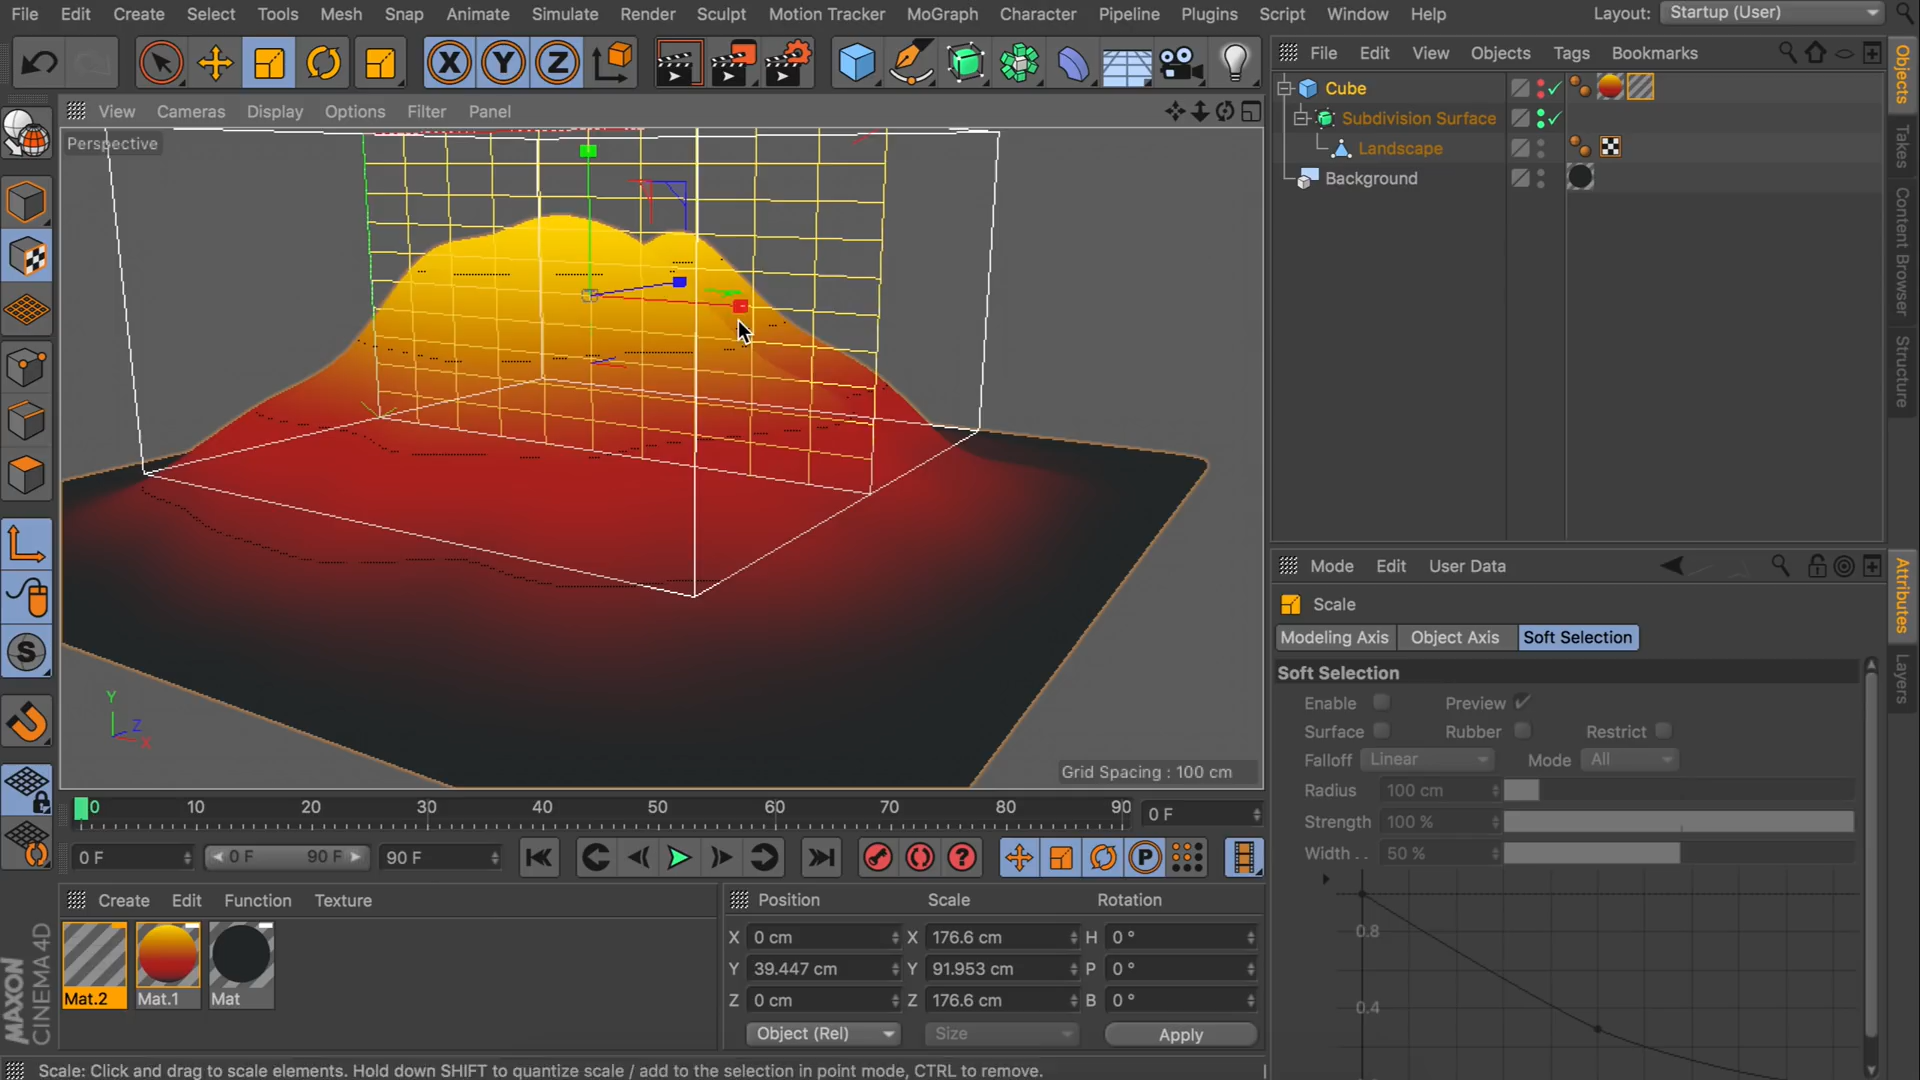 File Edit Create Select Tools Mesh Snap Animate Simulate Render Sculpt Motion Tracker MoGraph Character Pipeline Plugins Script Window Help Layout: Startup (User)
File Edit View Objects Tags Bookmarks
View Cameras Display Options Filter Panel
Perspective
Cube
Subdivision Surface
Landscape
Background
Objects
Takes
Content Browser
Structure
Mode Edit User Data
Scale
Modeling Axis Object Axis Soft Selection
Soft Selection
Enable Preview
Surface Rubber Restrict
Falloff Linear Mode All
Radius 100 cm
Strength 100 %
Width . . 50 %
0.8
0.4
Attributes
Layers
X Y Z
S
Y
Z
X
Grid Spacing : 100 cm
0 10 20 30 40 50 60 70 80 90 0 F
0 F 0 F 90 F 90 F
P
Create Edit Function Texture
Mat.2 Mat.1 Mat
MAXON
CINEMA 4D
Position Scale Rotation
X 0 cm X 176.6 cm H 0 °
Y 39.447 cm Y 91.953 cm P 0 °
Z 0 cm Z 176.6 cm B 0 °
Object (Rel) Size Apply
Scale: Click and drag to scale elements. Hold down SHIFT to quantize scale / add to the selection in point mode, CTRL to remove.